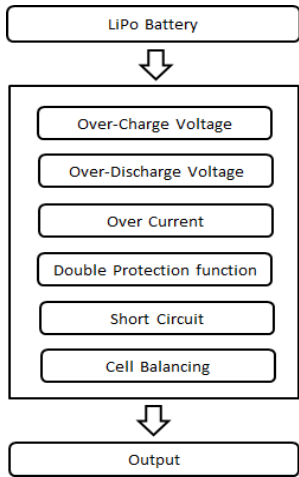 LiPo Battery
Over-Charge Voltage
Over-Discharge Voltage
Over Current
Double Protection function
Short Circuit
Cell Balancing
Output